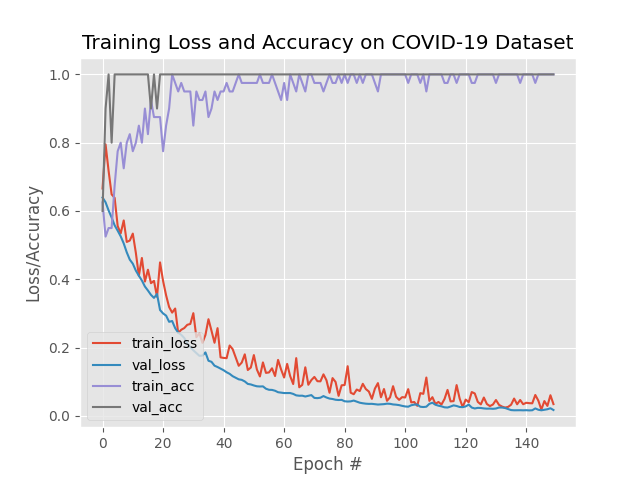 Training Loss and Accuracy on COVID-19 Dataset
1.0
0.8
0.6
0.4
0.2
0.0
Loss/Accuracy
train_loss
val_loss
train_acc
val_acc
0 20 40 60 80 100 120 140
Epoch #